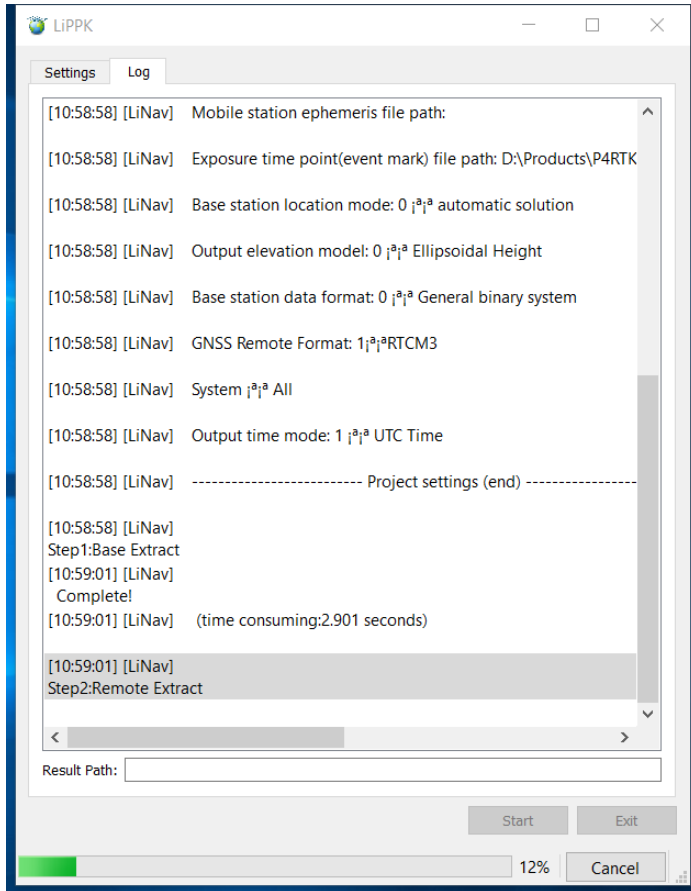 LiPPK
Settings Log
[10:58:58] [LiNav] Mobile station ephemeris file path:
[10:58:58] [LiNav] Exposure time point(event mark) file path: D:\Products\P4RTK
[10:58:58] [LiNav] Base station location mode: 0 ¡ª¡ª automatic solution
[10:58:58] [LiNav] Output elevation model: 0 ¡ª¡ª Ellipsoidal Height
[10:58:58] [LiNav] Base station data format: 0 ¡ª¡ª General binary system
[10:58:58] [LiNav] GNSS Remote Format: 1¡ª¡ªRTCM3
[10:58:58] [LiNav] System ¡ª¡ª All
[10:58:58] [LiNav] Output time mode: 1 ¡ª¡ª UTC Time
[10:58:58] [LiNav] -------------------------- Project settings (end) -----------------
[10:58:58] [LiNav]
Step1:Base Extract
[10:59:01] [LiNav]
Complete!
[10:59:01] [LiNav] (time consuming:2.901 seconds)
[10:59:01] [LiNav]
Step2:Remote Extract
Result Path:
Start Exit
12% Cancel